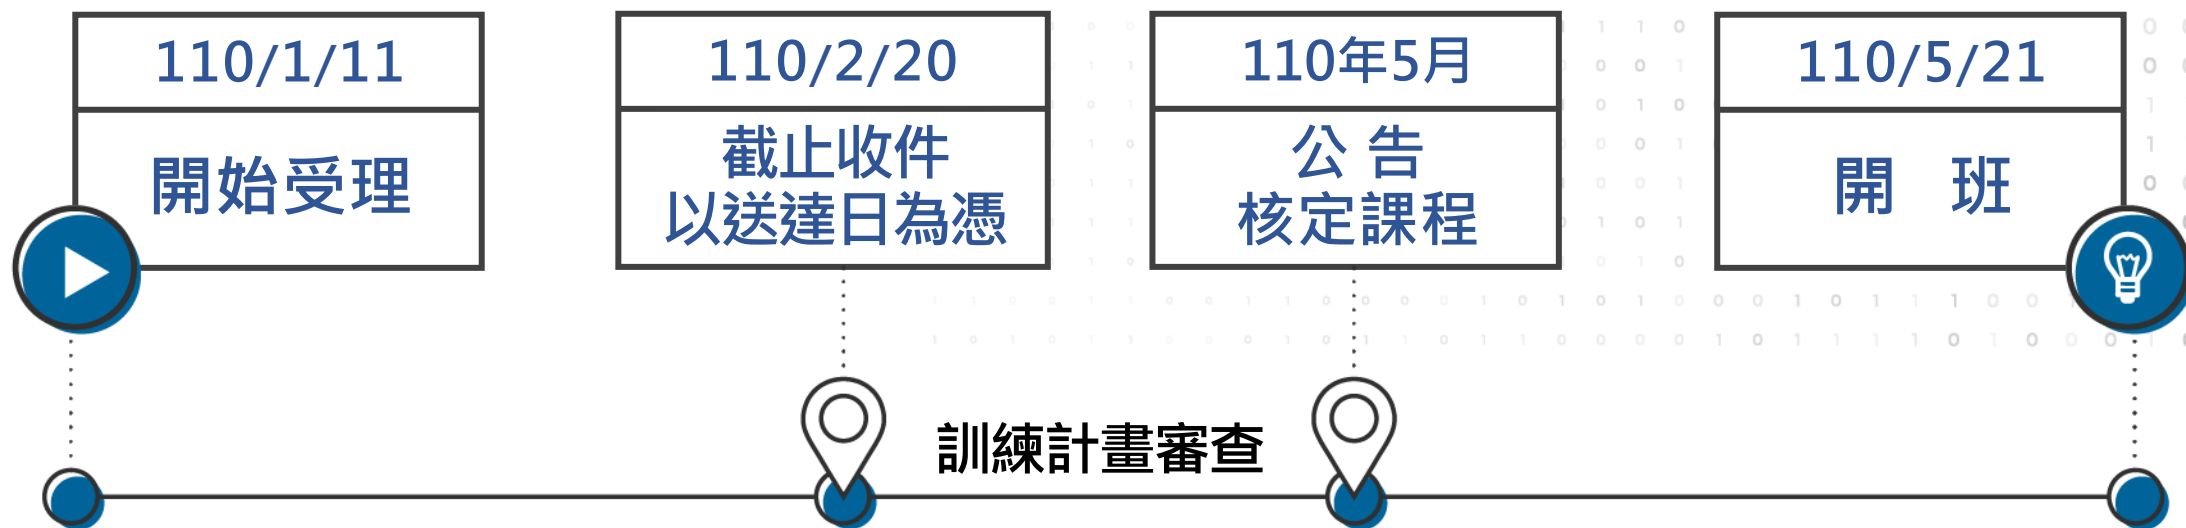 110/1/11
開始受理
110/2/20
截止收件
以送達日為憑
110年5月
公 告
核定課程
110/5/21
開 班
訓練計畫審查